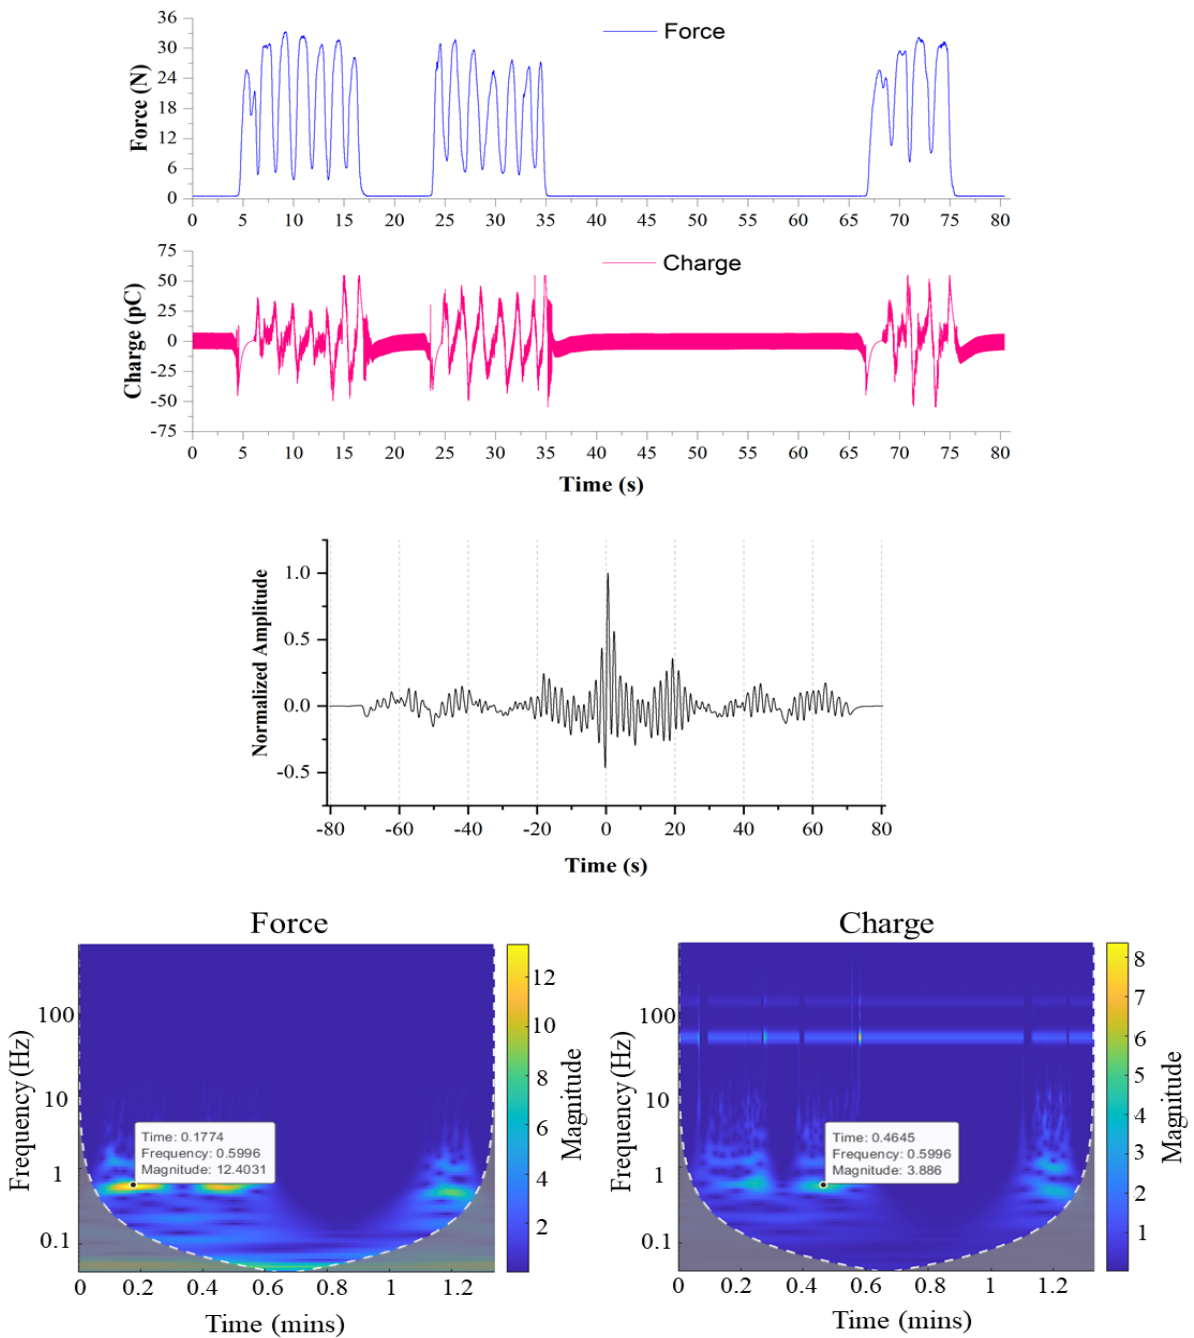 Force (N)
36
30
24
18
12
6
0
Force
0 5 10 15 20 25 30 35 40 45 50 55 60 65 70 75 80
Charge (pC)
75
50
25
0
-25
-50
-75
Charge
0 5 10 15 20 25 30 35 40 45 50 55 60 65 70 75 80
Time (s)
Normalized Amplitude
1.0
0.5
0.0
-0.5
-80 -60 -40 -20 0 20 40 60 80
Time (s)
Force
Frequency (Hz)
100
10
1
0.1
Time: 0.1774
Frequency: 0.5996
Magnitude: 12.4031
0 0.2 0.4 0.6 0.8 1 1.2
Time (mins)
12
10
8
6
4
2
Magnitude
Charge
Frequency (Hz)
100
10
1
0.1
Time: 0.4645
Frequency: 0.5996
Magnitude: 3.886
0 0.2 0.4 0.6 0.8 1 1.2
Time (mins)
8
7
6
5
4
3
2
1
Magnitude